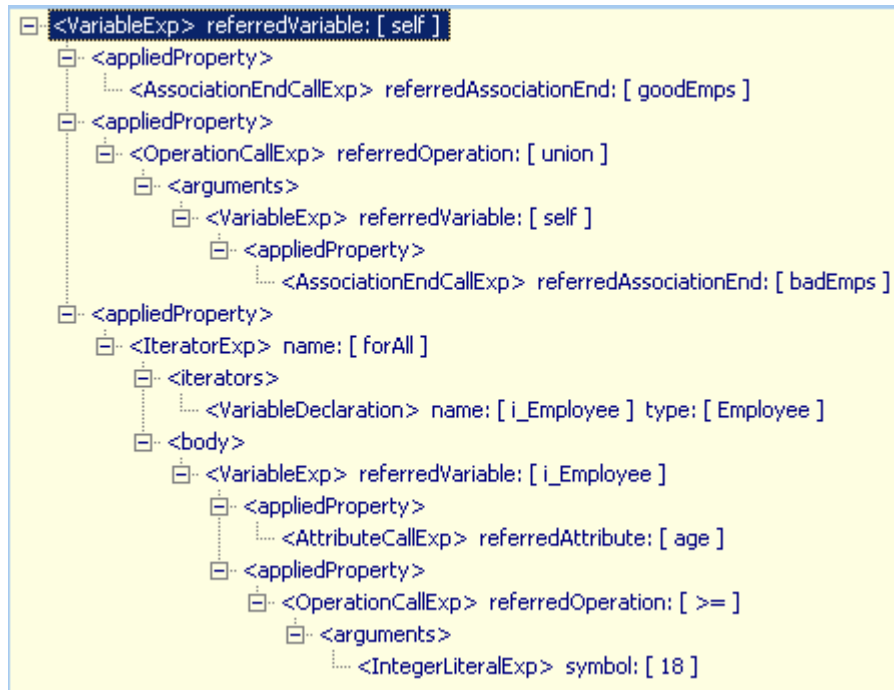 <VariableExp> referredVariable: [ self ]
<appliedProperty>
<AssociationEndCallExp> referredAssociationEnd: [ goodEmps ]
<appliedProperty>
<OperationCallExp> referredOperation: [ union ]
<arguments>
<VariableExp> referredVariable: [ self ]
<appliedProperty>
<AssociationEndCallExp> referredAssociationEnd: [ badEmps ]
<appliedProperty>
<IteratorExp> name: [ forAll ]
<iterators>
<VariableDeclaration> name: [ i_Employee ] type: [ Employee ]
<body>
<VariableExp> referredVariable: [ i_Employee ]
<appliedProperty>
<AttributeCallExp> referredAttribute: [ age ]
<appliedProperty>
<OperationCallExp> referredOperation: [ >= ]
<arguments>
<IntegerLiteralExp> symbol: [ 18 ]